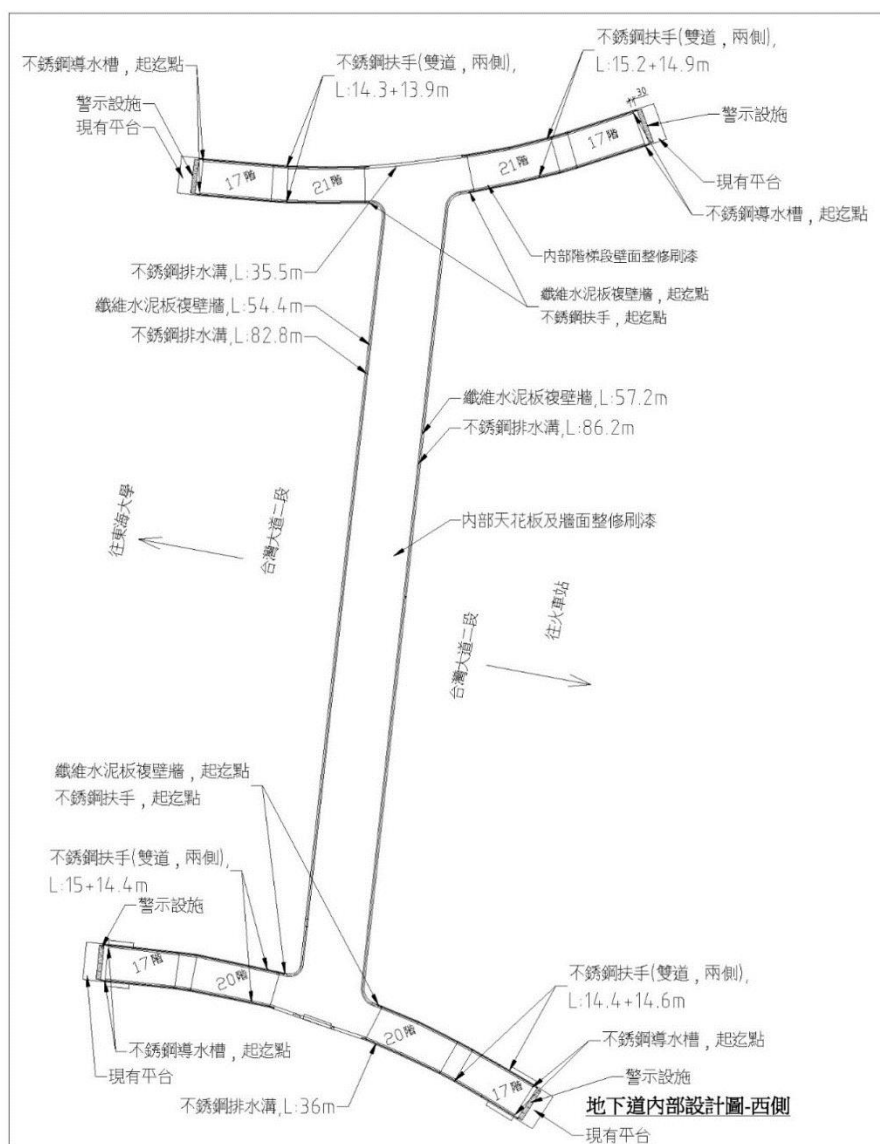 不銹鋼扶手(雙道，兩側),
L:15.2+14.9m
不銹鋼扶手(雙道，兩側),
L:14.3+13.9m
不銹鋼導水槽，起迄點
警示設施
現有平台
30
警示設施
現有平台
不銹鋼導水槽，起迄點
17階
21階
21階
17階
內部階梯段壁面整修刷漆
不銹鋼排水溝,L:35.5m
纖維水泥板複壁牆，起迄點
不銹鋼扶手，起迄點
纖維水泥板複壁牆,L:54.4m
不銹鋼排水溝,L:82.8m
纖維水泥板複壁牆,L:57.2m
不銹鋼排水溝,L:86.2m
內部天花板及牆面整修刷漆
往東海大學
台灣大道二段
台灣大道二段
往火車站
纖維水泥板複壁牆，起迄點
不銹鋼扶手，起迄點
不銹鋼扶手(雙道，兩側),
L:15+14.4m
警示設施
17階
20階
20階
17階
不銹鋼扶手(雙道，兩側),
L:14.4+14.6m
不銹鋼導水槽，起迄點
不銹鋼導水槽，起迄點
現有平台
警示設施
不銹鋼排水溝,L:36m
地下道內部設計圖-西側
現有平台